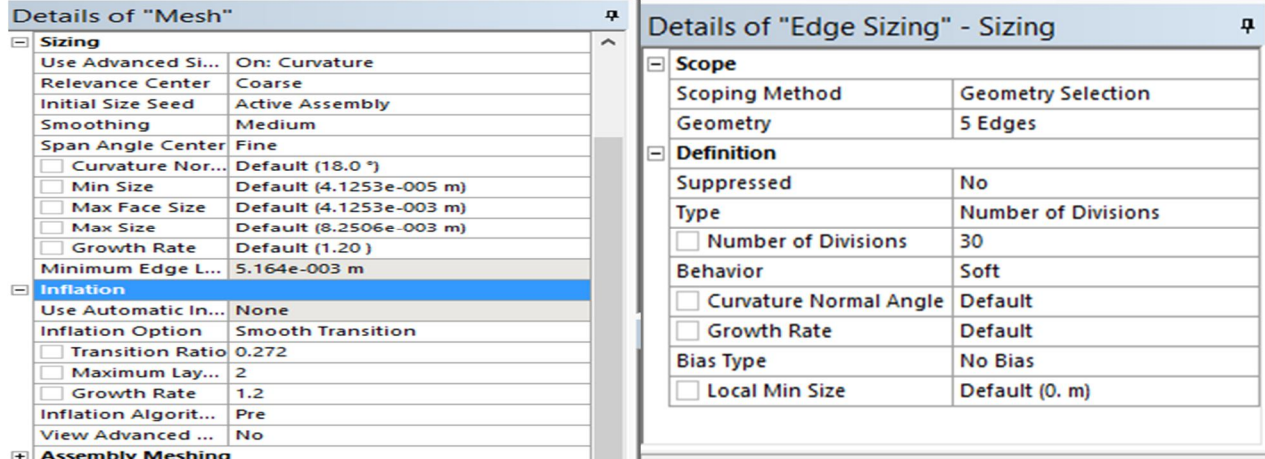 Details of "Mesh"
Sizing
Use Advanced Si... On: Curvature
Relevance Center Coarse
Initial Size Seed Active Assembly
Smoothing Medium
Span Angle Center Fine
Curvature Nor... Default (18.0 °)
Min Size Default (4.1253e-005 m)
Max Face Size Default (4.1253e-003 m)
Max Size Default (8.2506e-003 m)
Growth Rate Default (1.20 )
Minimum Edge L... 5.164e-003 m
Inflation
Use Automatic In... None
Inflation Option Smooth Transition
Transition Ratio 0.272
Maximum Lay... 2
Growth Rate 1.2
Inflation Algorit... Pre
View Advanced ... No
Assembly Meshing
Details of "Edge Sizing" - Sizing
Scope
Scoping Method Geometry Selection
Geometry 5 Edges
Definition
Suppressed No
Type Number of Divisions
Number of Divisions 30
Behavior Soft
Curvature Normal Angle Default
Growth Rate Default
Bias Type No Bias
Local Min Size Default (0. m)